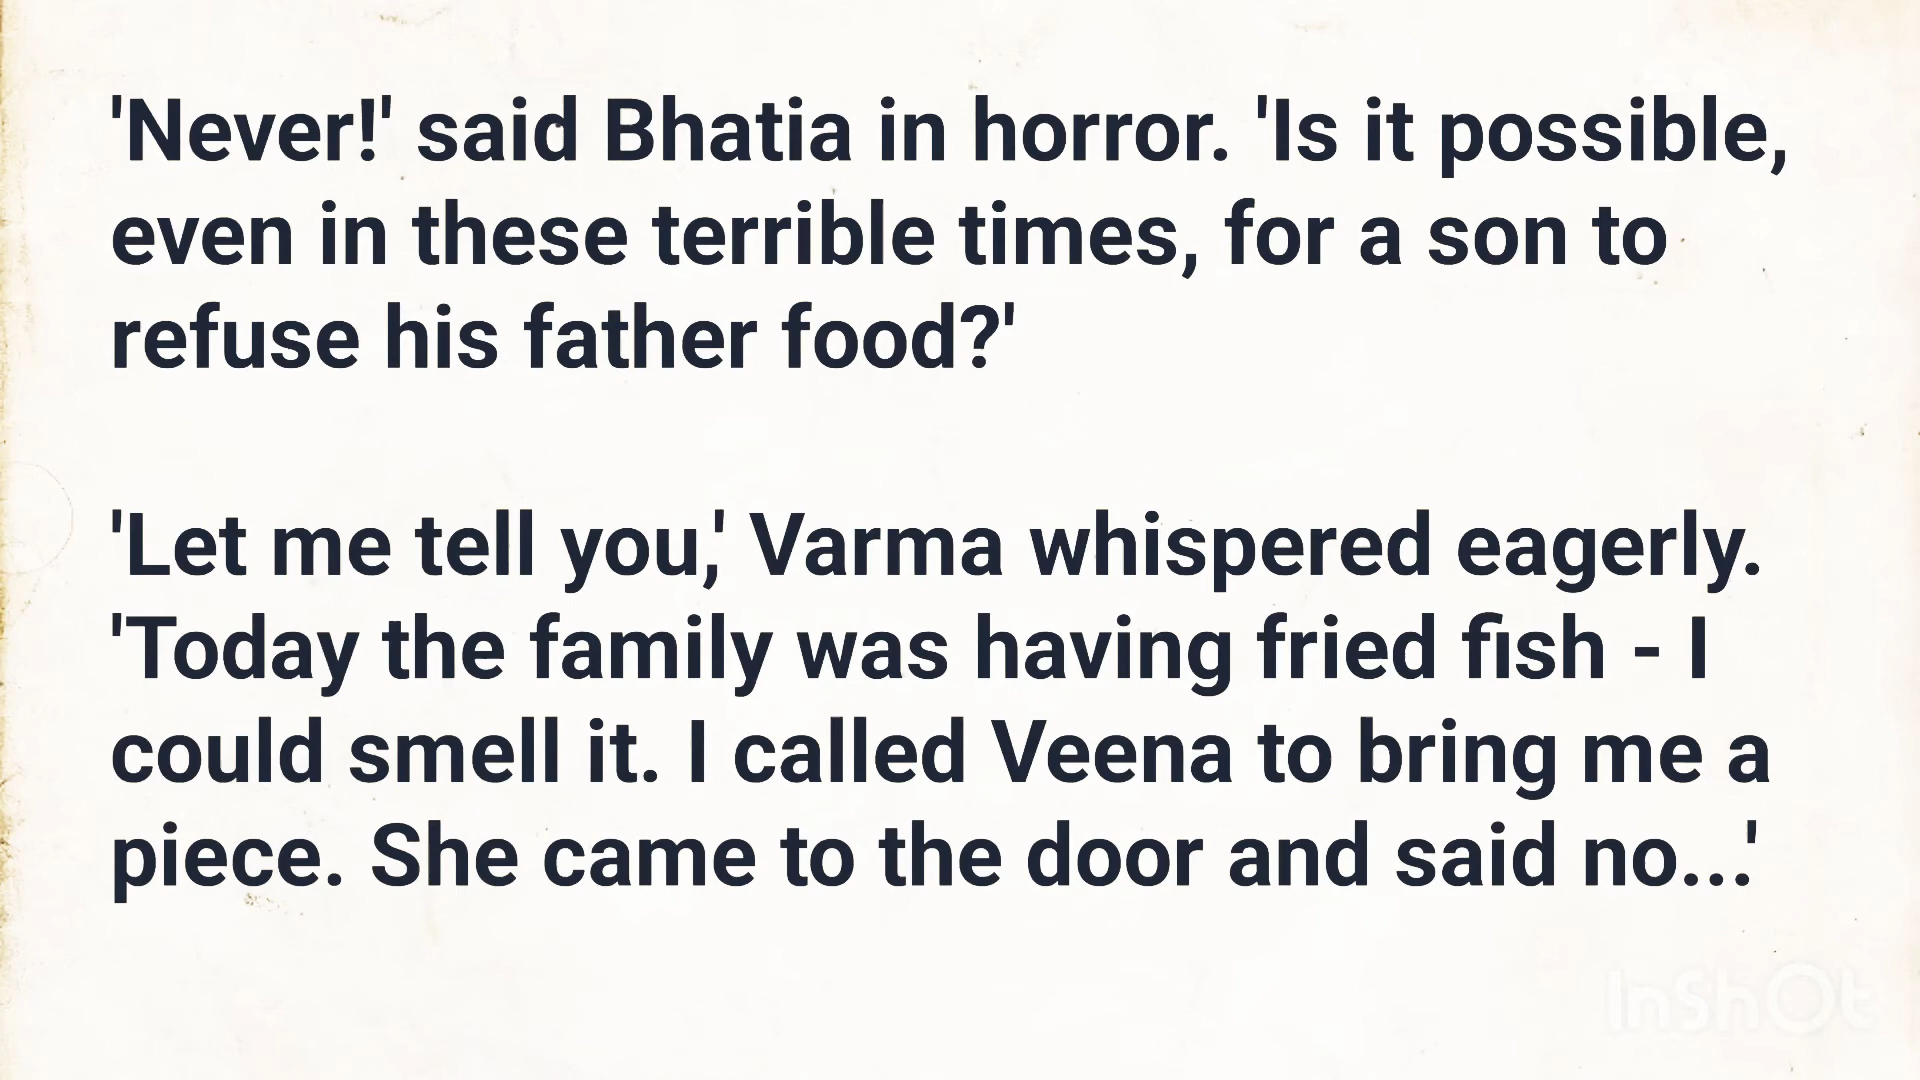 'Never!' said Bhatia in horror. 'Is it possible,
even in these terrible times, for a son to
refuse his father food?'
'Let me tell you,' Varma whispered eagerly.
'Today the family was having fried fish - I
could smell it. I called Veena to bring me a
piece. She came to the door and said no...'
InShOt